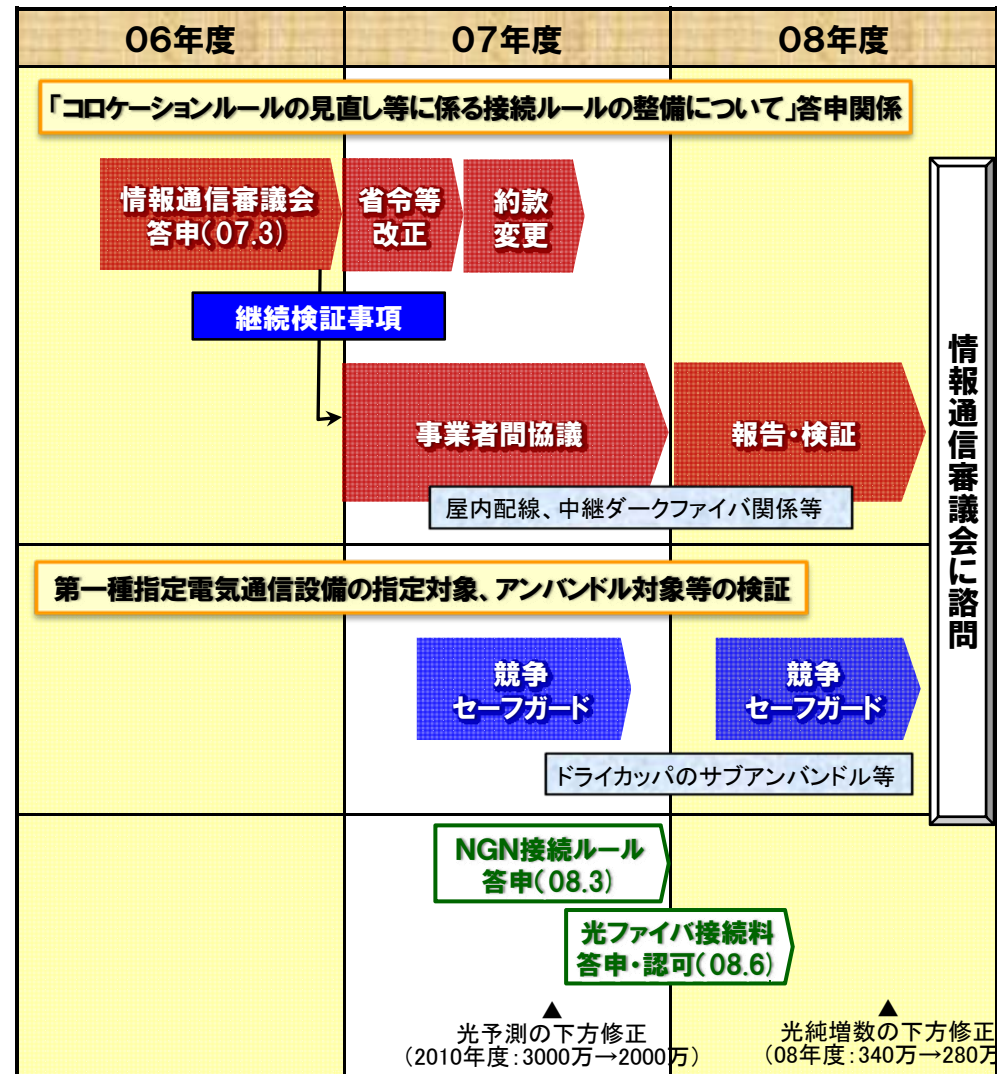 06年度
07年度
08年度
「コロケーションルールの見直し等に係る接続ルールの整備について」答申関係
情報通信審議会
答申(07.3)
省令等
改正
約款
変更
継続検証事項
事業者間協議
報告・検証
屋内配線、中継ダークファイバ関係等
情報通信審議会に諮問
第一種指定電気通信設備の指定対象、アンバンドル対象等の検証
競争
セーフガード
競争
セーフガード
ドライカッパのサブアンバンドル等
NGN接続ルール
答申(08.3)
光ファイバ接続料
答申・認可(08.6)
▲
光予測の下方修正
(2010年度:3000万→2000万)
▲
光純増数の下方修正
(08年度:340万→280万